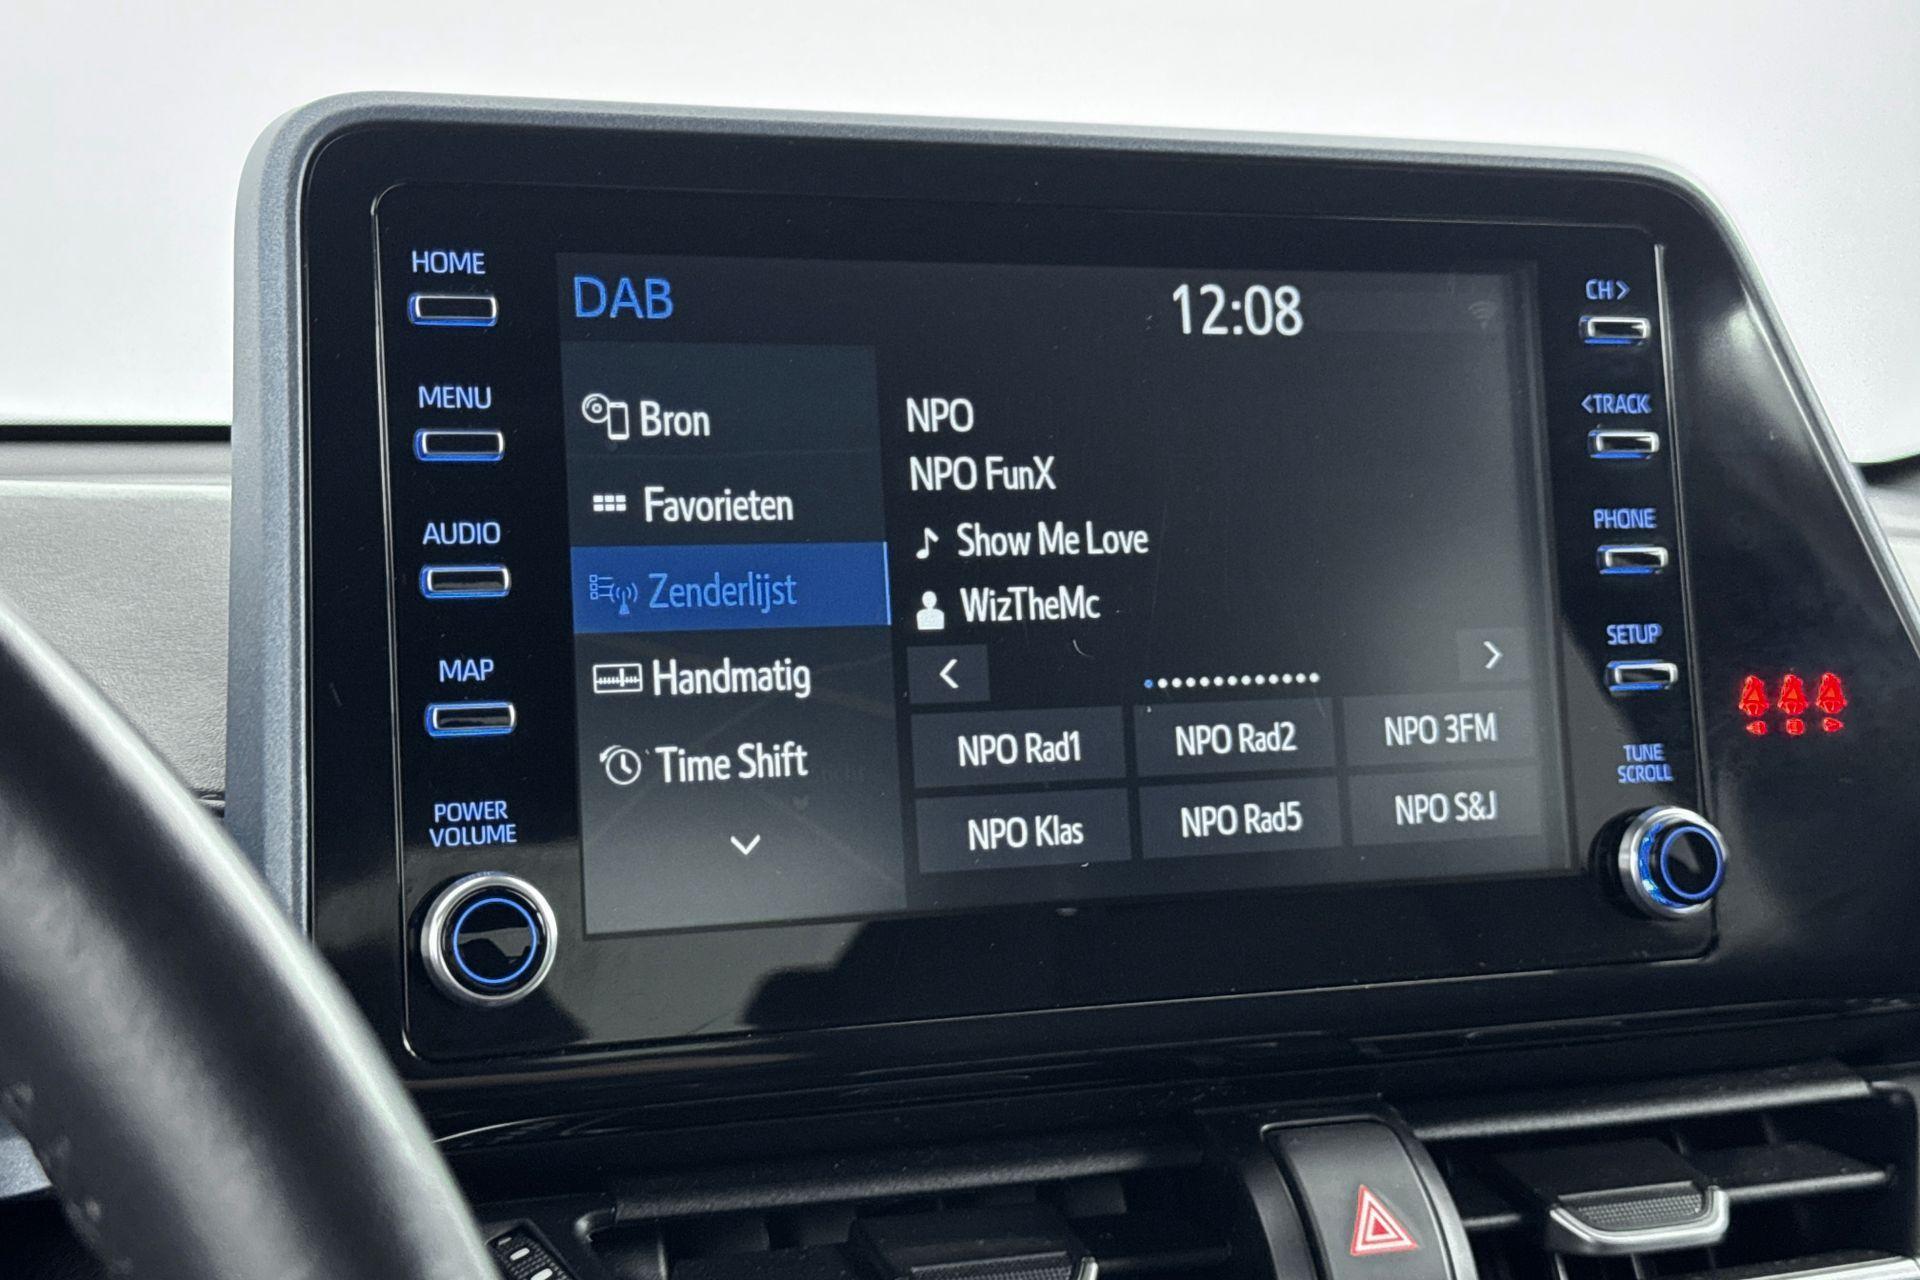 HOME
MENU
AUDIO
MAP
POWER
VOLUME
DAB
12:08
Bron
Favorieten
Zenderlijst
Handmatig
Time Shift
NPO
NPO FunX
Show Me Love
WizTheMc
NPO Rad1
NPO Rad2
NPO 3FM
NPO Klas
NPO Rad5
NPO S&J
CH>
<TRACK
PHONE
SETUP
TUNE
SCROLL